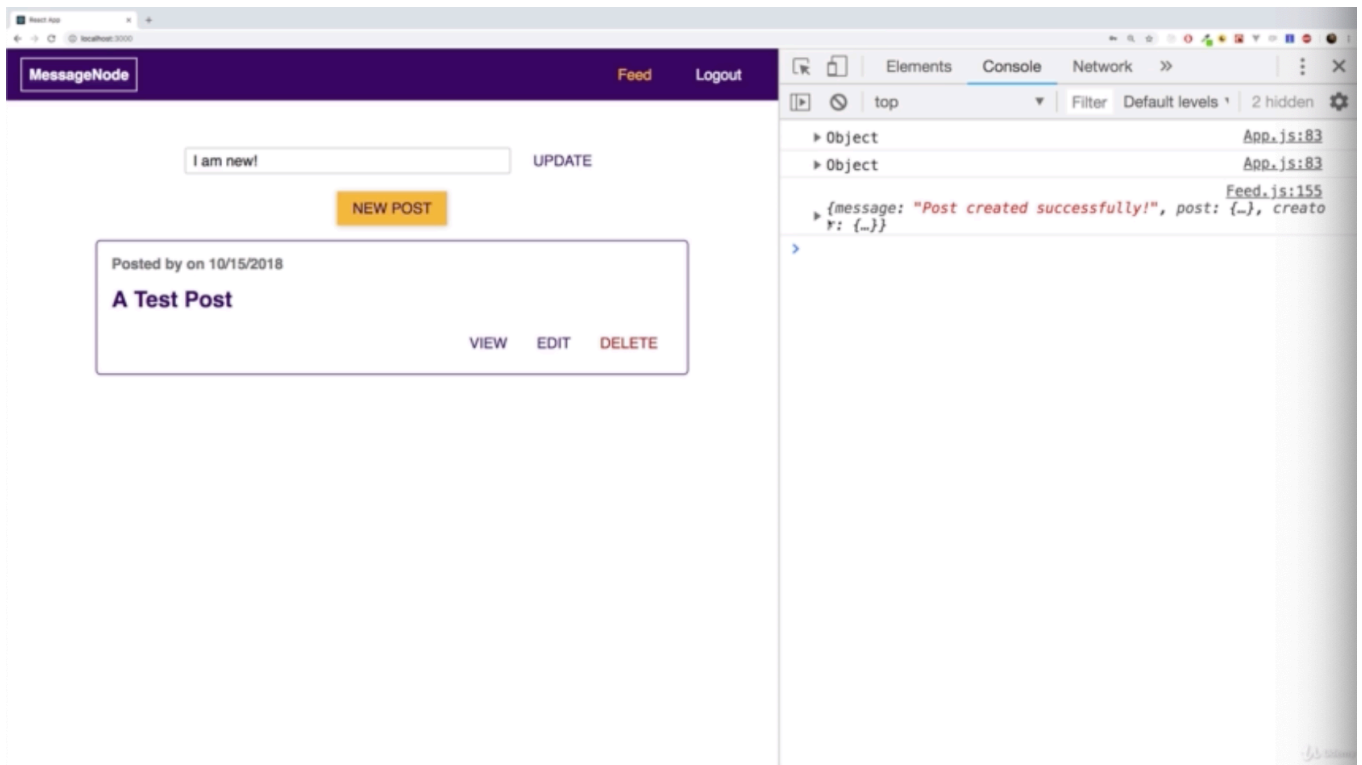 React App
localhost:3000
MessageNode
Feed
Logout
I am new!
UPDATE
NEW POST
Posted by on 10/15/2018
A Test Post
VIEW
EDIT
DELETE
Elements
Console
Network
top
Filter
Default levels
2 hidden
Object
App.js:83
Object
App.js:83
Feed.js:155
{message: "Post created successfully!", post: {…}, creato
r: {…}}